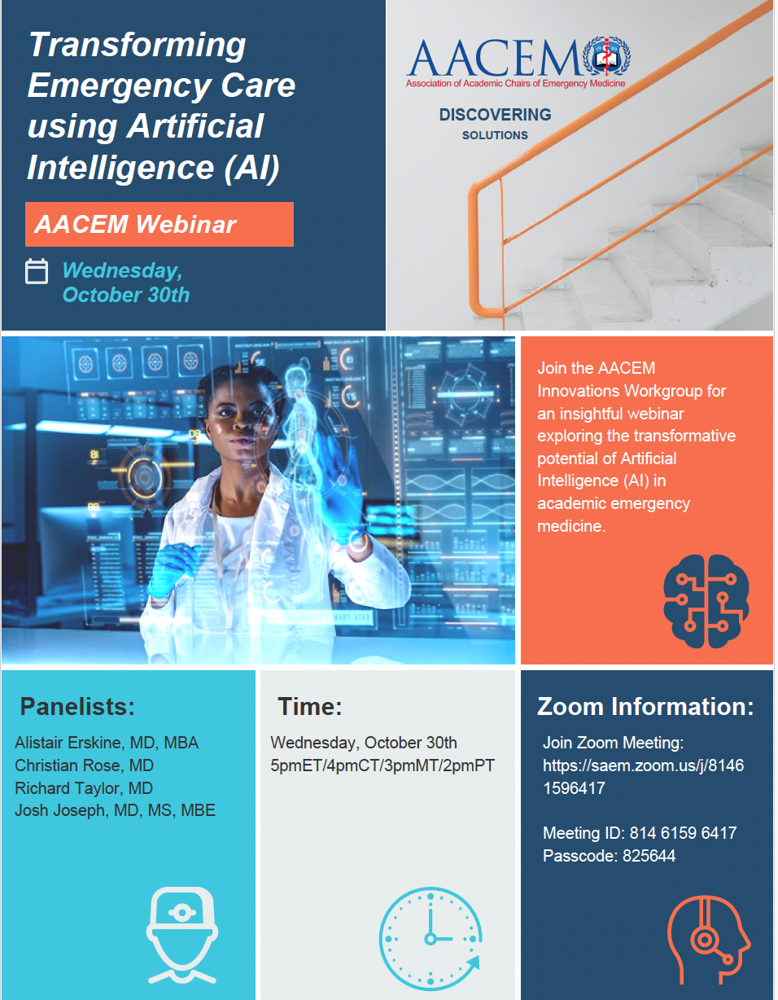 Transforming
Emergency Care
using Artificial
Intelligence (AI)
AACEM Webinar
Wednesday,
October 30th
AACEM
1989
Association of Academic Chairs of Emergency Medicine
DISCOVERING
SOLUTIONS
Join the AACEM
Innovations Workgroup for
an insightful webinar
exploring the transformative
potential of Artificial
Intelligence (AI) in
academic emergency
medicine.
Panelists:
Alistair Erskine, MD, MBA
Christian Rose, MD
Richard Taylor, MD
Josh Joseph, MD, MS, MBE
Time:
Wednesday, October 30th
5pmET/4pmCT/3pmMT/2pmPT
Zoom Information:
Join Zoom Meeting:
https://saem.zoom.us/j/8146
1596417
Meeting ID: 814 6159 6417
Passcode: 825644